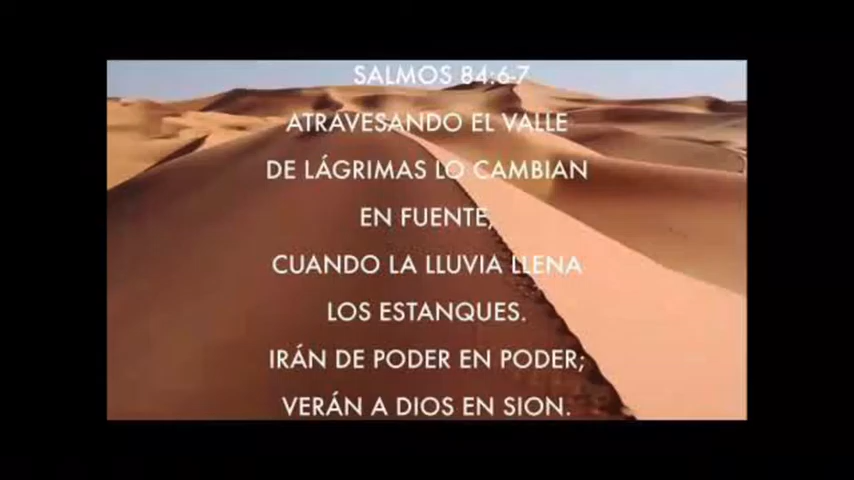 SALMOS 84:6-7
ATRAVESANDO EL VALLE
DE LÁGRIMAS LO CAMBIAN
EN FUENTE,
CUANDO LA LLUVIA LLENA
LOS ESTANQUES.
IRÁN DE PODER EN PODER;
VERÁN A DIOS EN SION.